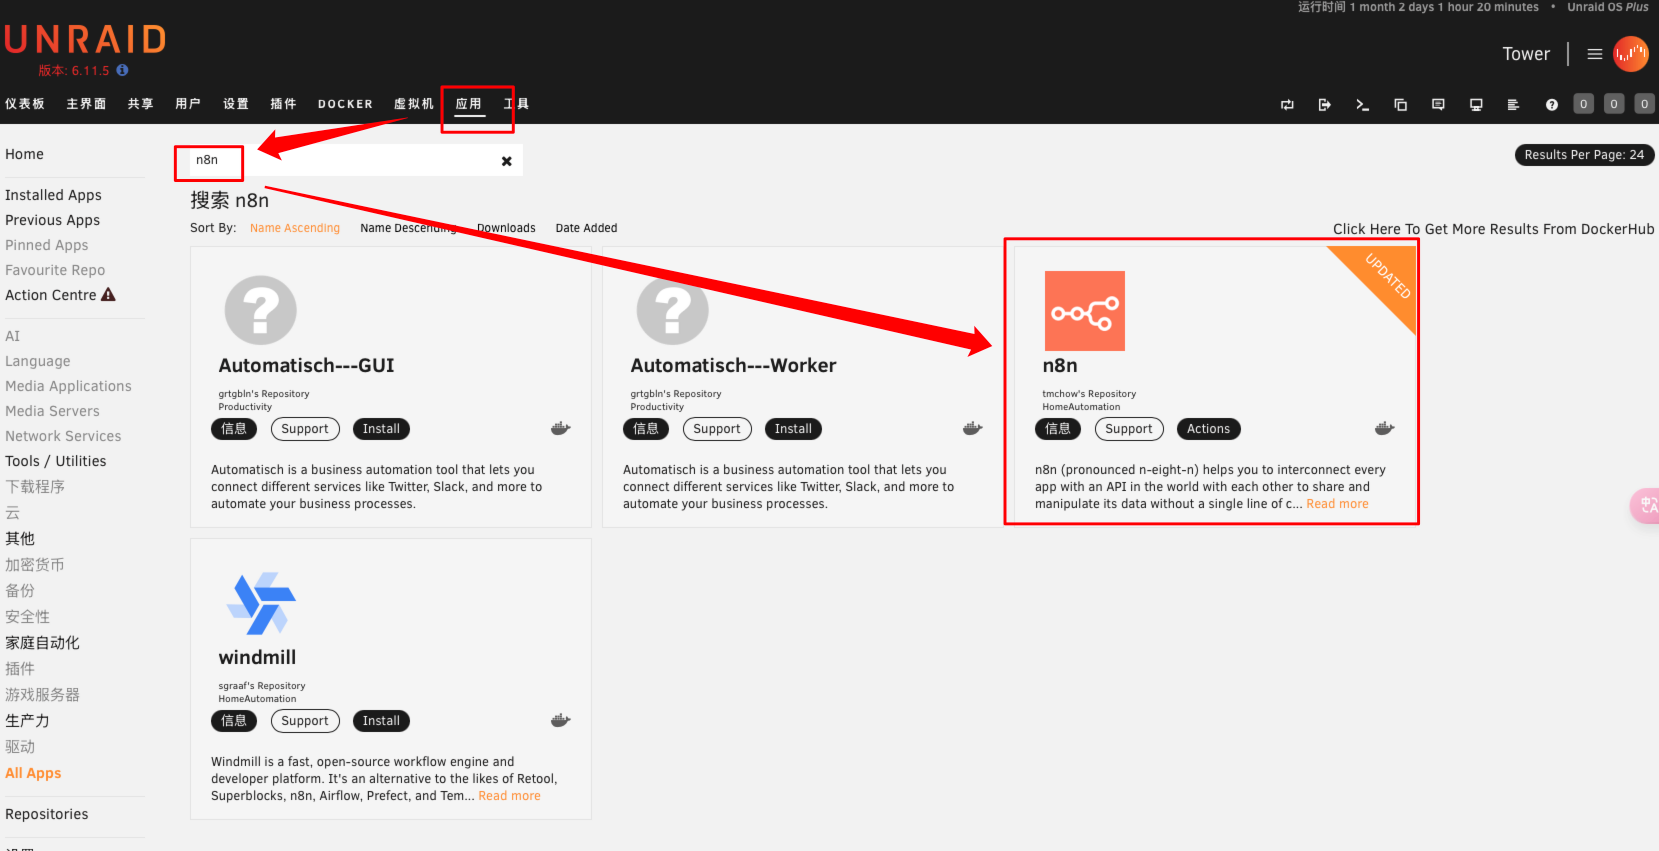 运行时间 1 month 2 days 1 hour 20 minutes • Unraid OS Plus
UNRAID
版本: 6.11.5
Tower
仪表板 主界面 共享 用户 设置 插件 DOCKER 虚拟机 应用 工具
0 0 0
Home
n8n
Results Per Page: 24
Installed Apps
Previous Apps
Pinned Apps
Favourite Repo
Action Centre
AI
Language
Media Applications
Media Servers
Network Services
Tools / Utilities
下载程序
云
其他
加密货币
备份
安全性
家庭自动化
插件
游戏服务器
生产力
驱动
All Apps
Repositories
搜索 n8n
Sort By: Name Ascending Name Descending Downloads Date Added
Click Here To Get More Results From DockerHub
Automatisch---GUI
grtgbln's Repository
Productivity
信息 Support Install
Automatisch is a business automation tool that lets you
connect different services like Twitter, Slack, and more to
automate your business processes.
Automatisch---Worker
grtgbln's Repository
Productivity
信息 Support Install
Automatisch is a business automation tool that lets you
connect different services like Twitter, Slack, and more to
automate your business processes.
UPDATED
n8n
tmchow's Repository
HomeAutomation
信息 Support Actions
n8n (pronounced n-eight-n) helps you to interconnect every
app with an API in the world with each other to share and
manipulate its data without a single line of c... Read more
windmill
sgraaf's Repository
HomeAutomation
信息 Support Install
Windmill is a fast, open-source workflow engine and
developer platform. It's an alternative to the likes of Retool,
Superblocks, n8n, Airflow, Prefect, and Tem... Read more